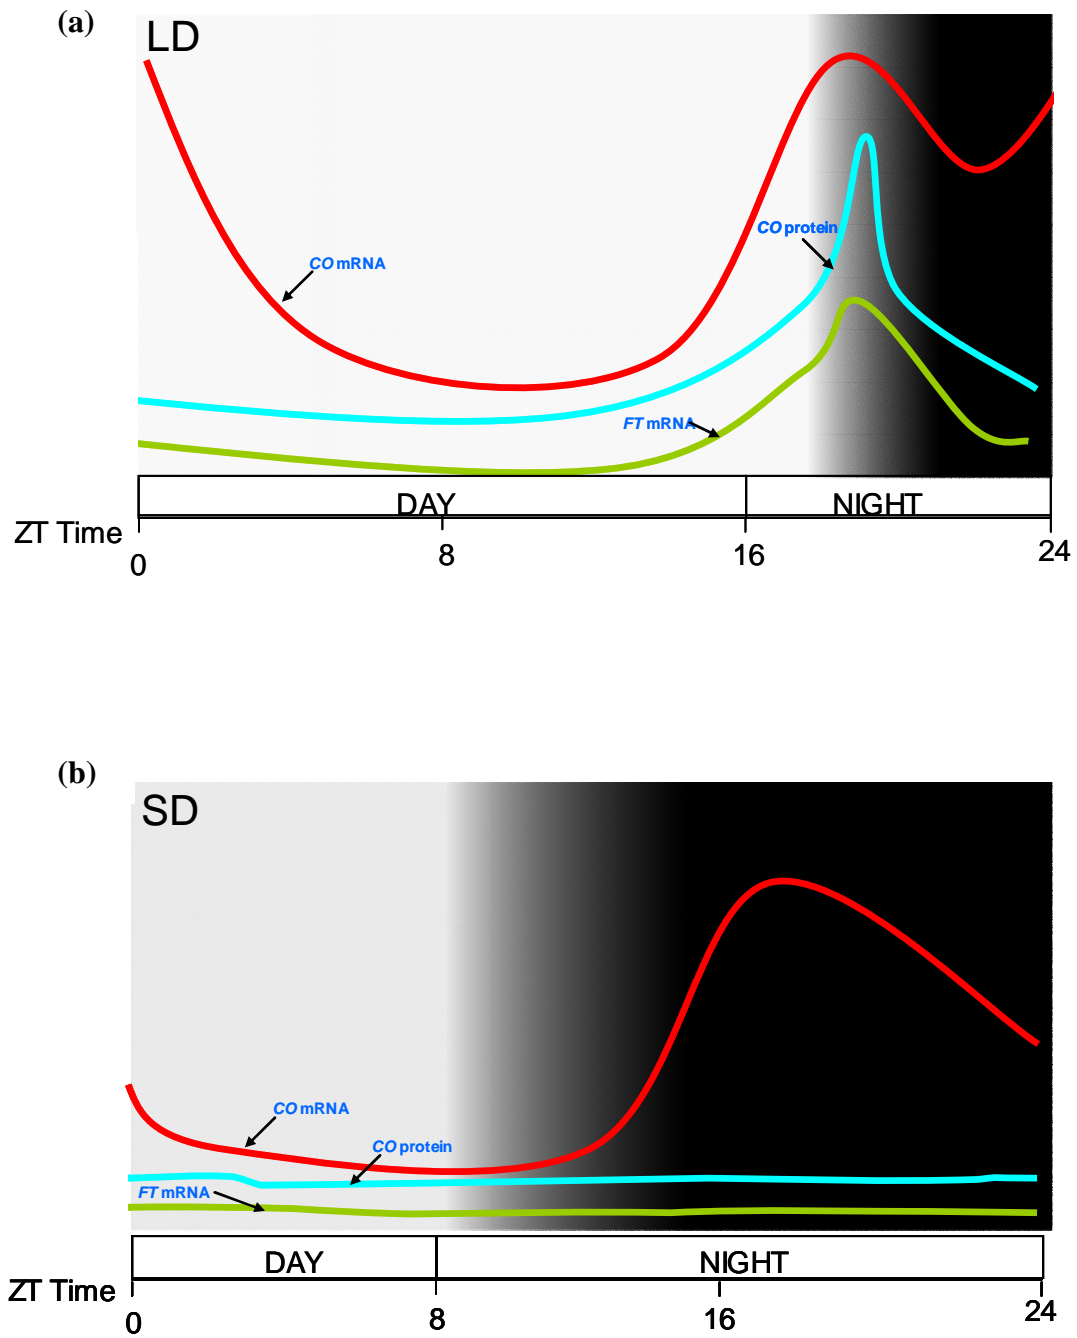 (a)
LD
CO protein
CO mRNA
FT mRNA
DAY NIGHT
ZT Time
0 8 16 24
(b)
SD
CO mRNA
CO protein
FT mRNA
DAY NIGHT
ZT Time
0 8 16 24